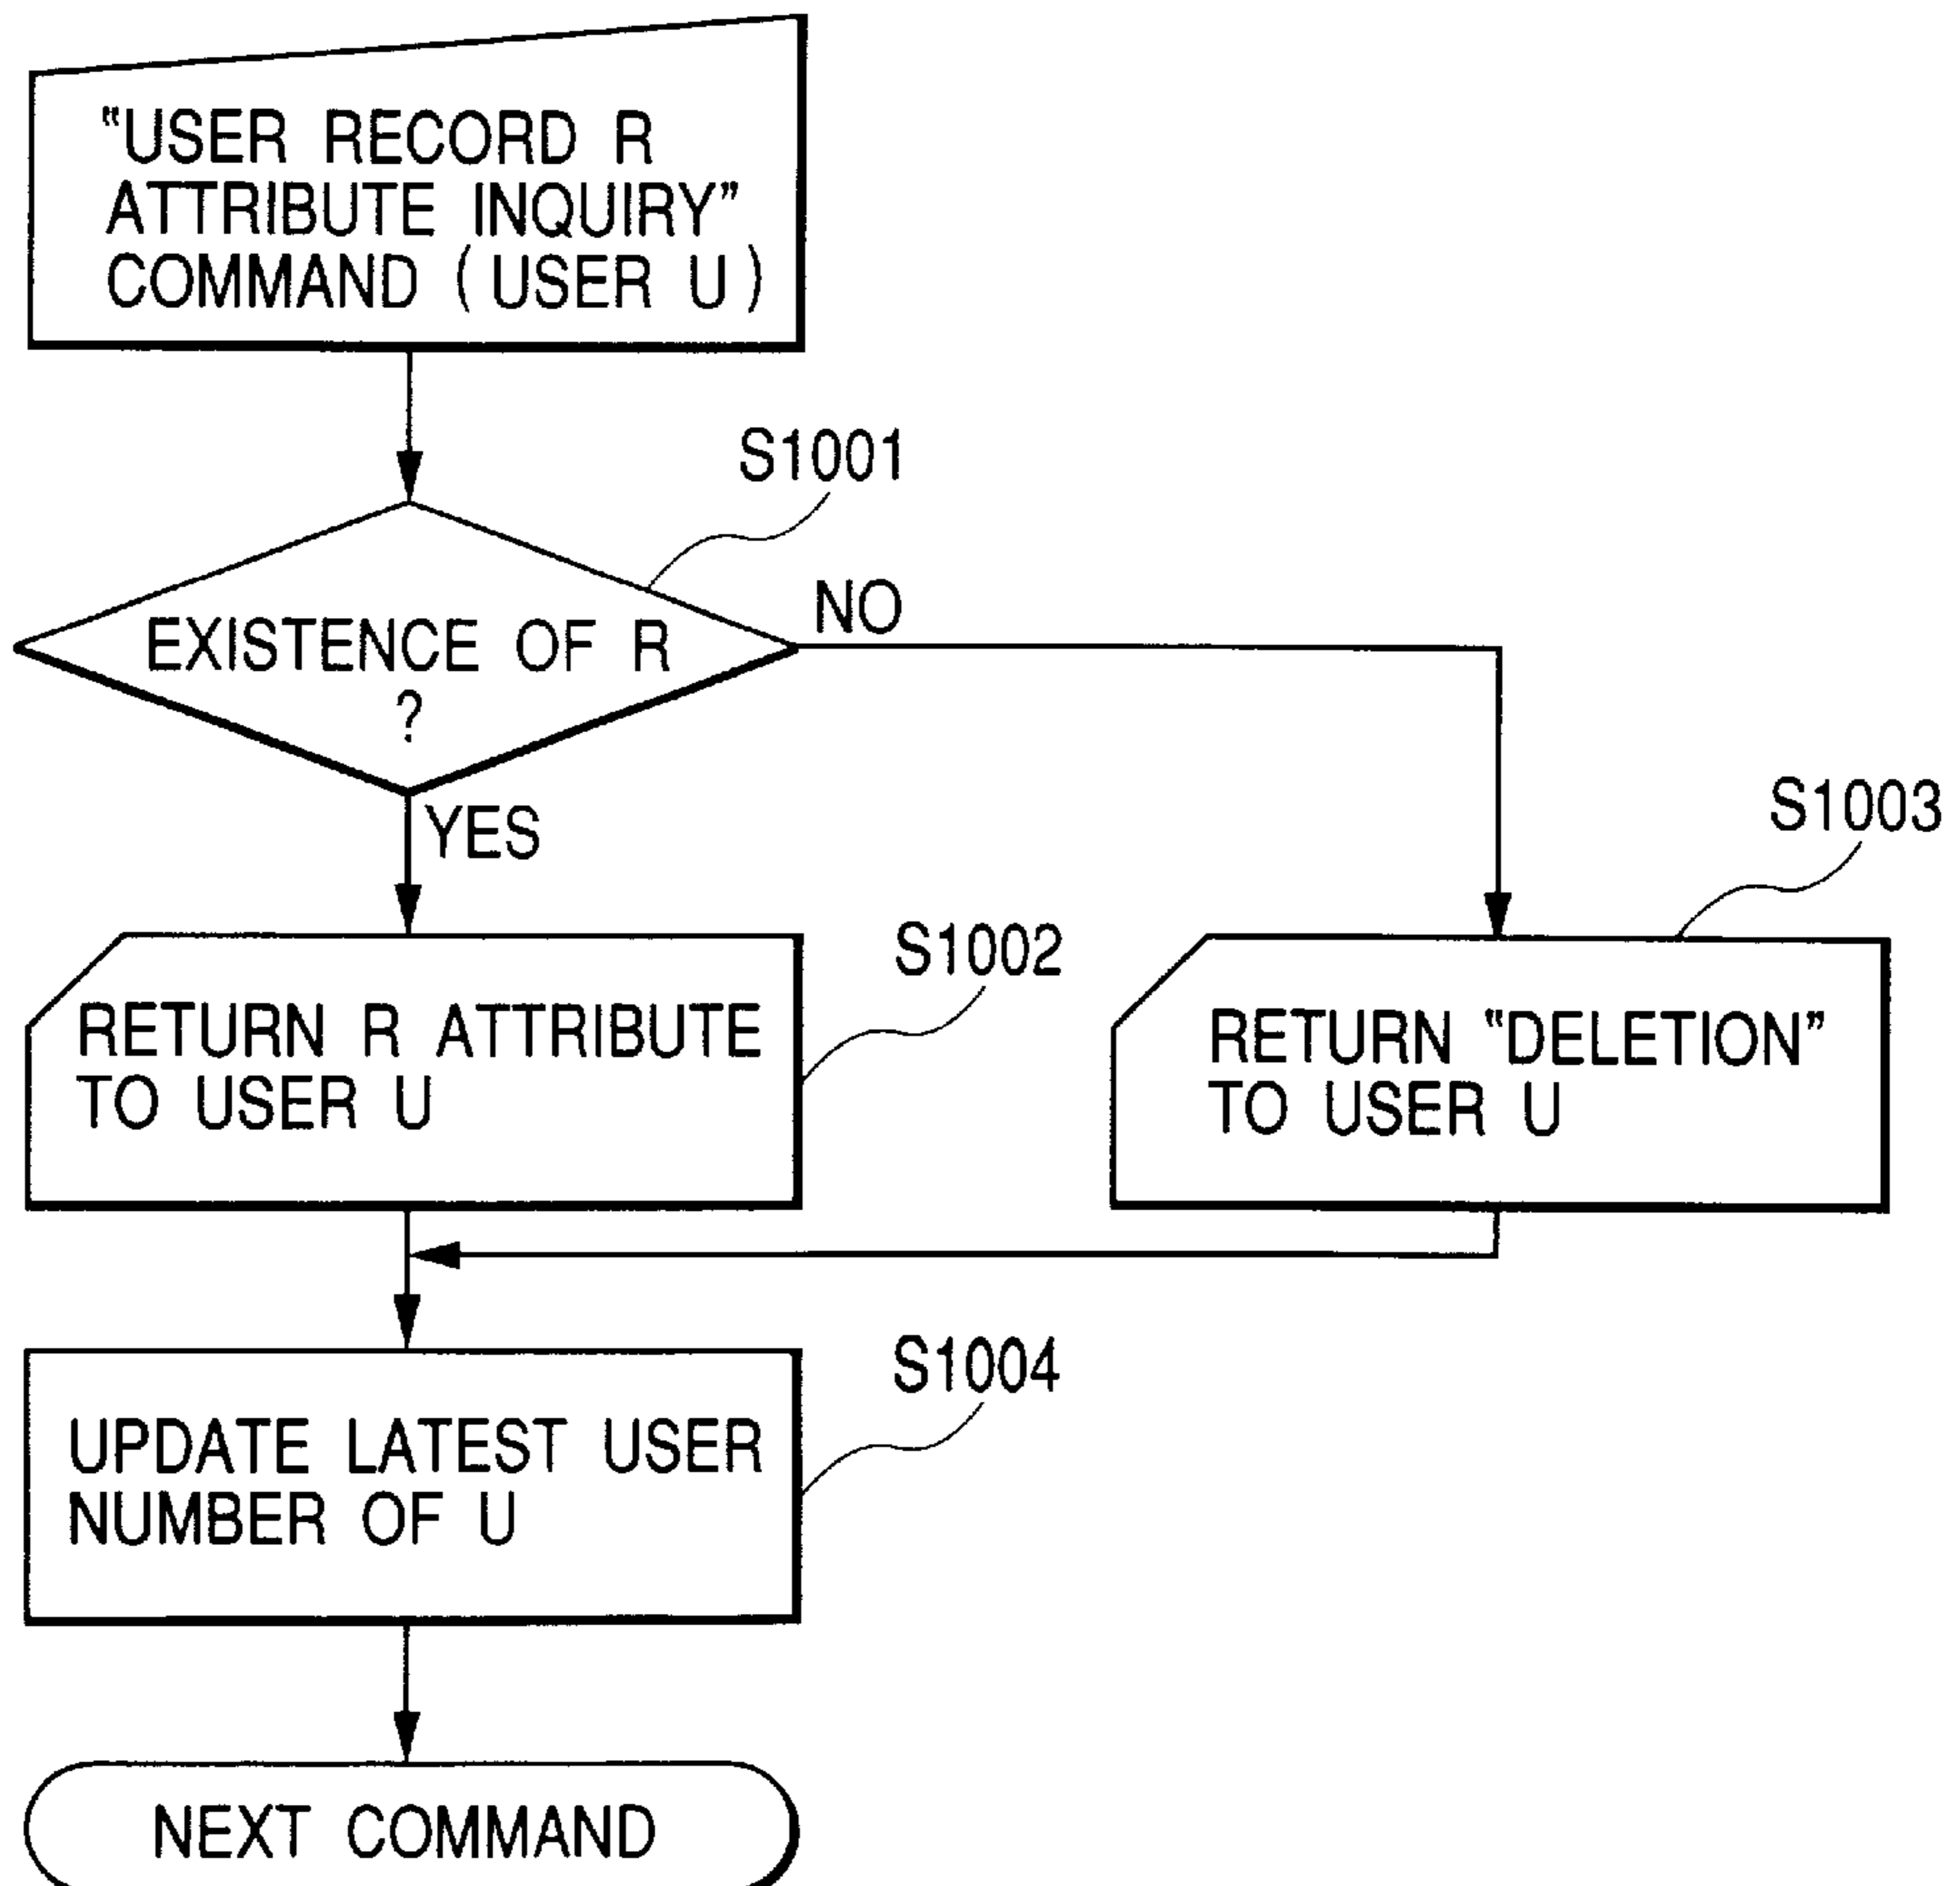 “USER RECORD R
ATTRIBUTE INQUIRY”
COMMAND (USER U)
S1001
EXISTENCE OF R
?
NO
YES
S1003
S1002
RETURN R ATTRIBUTE
TO USER U
RETURN “DELETION”
TO USER U
S1004
UPDATE LATEST USER
NUMBER OF U
NEXT COMMAND